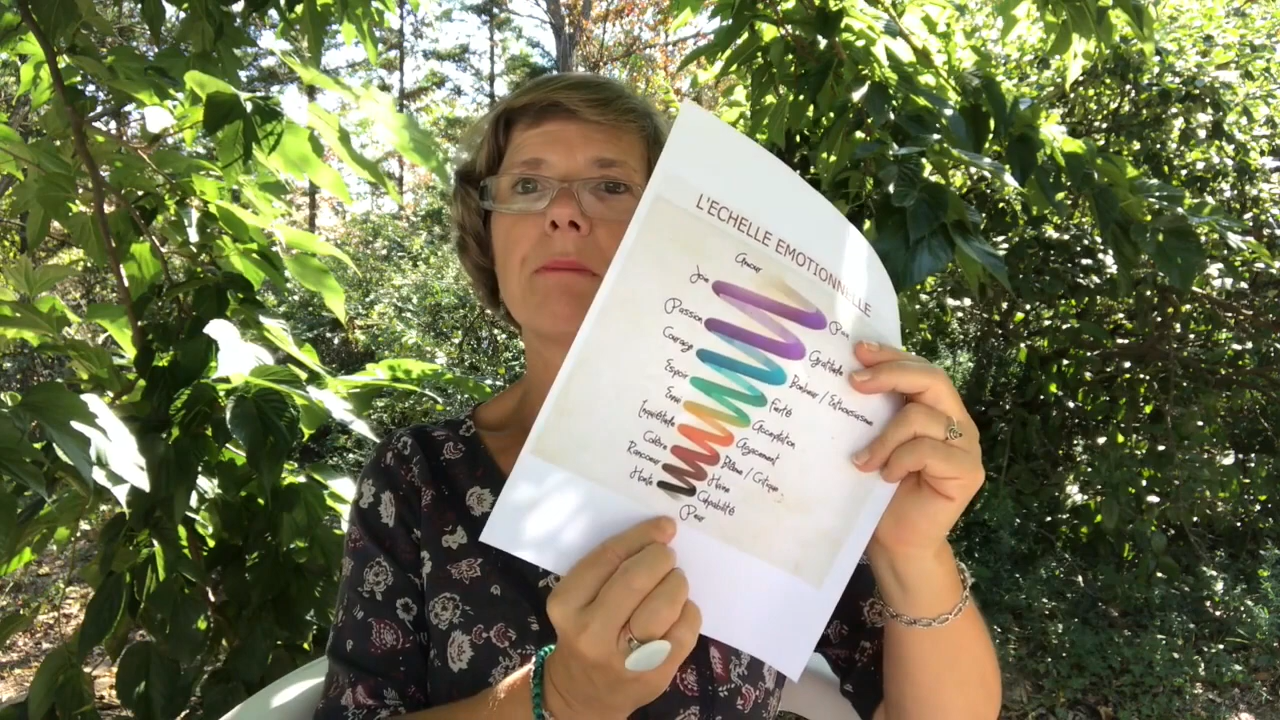 L'ECHELLE EMOTIONNELLE
Amour
Joie
Paix
Passion
Gratitude
Courage
Bonheur / Enthousiasme
Espoir
Fierté
Ennui
Acceptation
Inquiétude
Agacement
Colère
Blâme / Critique
Rancoeur
Haine
Honte
Culpabilité
Peur